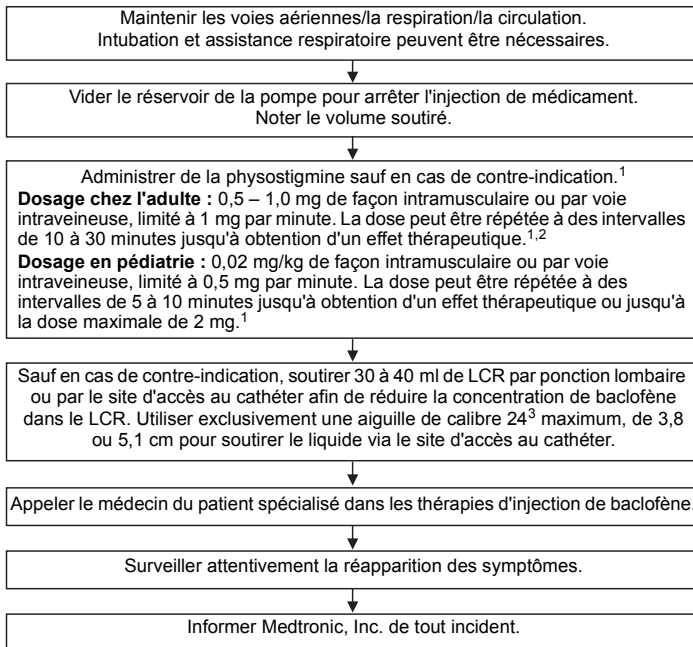 Maintenir les voies aériennes/la respiration/la circulation.
Intubation et assistance respiratoire peuvent être nécessaires.
Vider le réservoir de la pompe pour arrêter l'injection de médicament.
Noter le volume soutiré.
Administrer de la physostigmine sauf en cas de contre-indication.1
Dosage chez l'adulte : 0,5 – 1,0 mg de façon intramusculaire ou par voie
intraveineuse, limité à 1 mg par minute. La dose peut être répétée à des intervalles
de 10 à 30 minutes jusqu'à obtention d'un effet thérapeutique.1,2
Dosage en pédiatrie : 0,02 mg/kg de façon intramusculaire ou par voie
intraveineuse, limité à 0,5 mg par minute. La dose peut être répétée à des
intervalles de 5 à 10 minutes jusqu'à obtention d'un effet thérapeutique ou jusqu'à
la dose maximale de 2 mg.1
Sauf en cas de contre-indication, soutirer 30 à 40 ml de LCR par ponction lombaire
ou par le site d'accès au cathéter afin de réduire la concentration de baclofène
dans le LCR. Utiliser exclusivement une aiguille de calibre 243 maximum, de 3,8
ou 5,1 cm pour soutirer le liquide via le site d'accès au cathéter.
Appeler le médecin du patient spécialisé dans les thérapies d'injection de baclofène.
Surveiller attentivement la réapparition des symptômes.
Informer Medtronic, Inc. de tout incident.